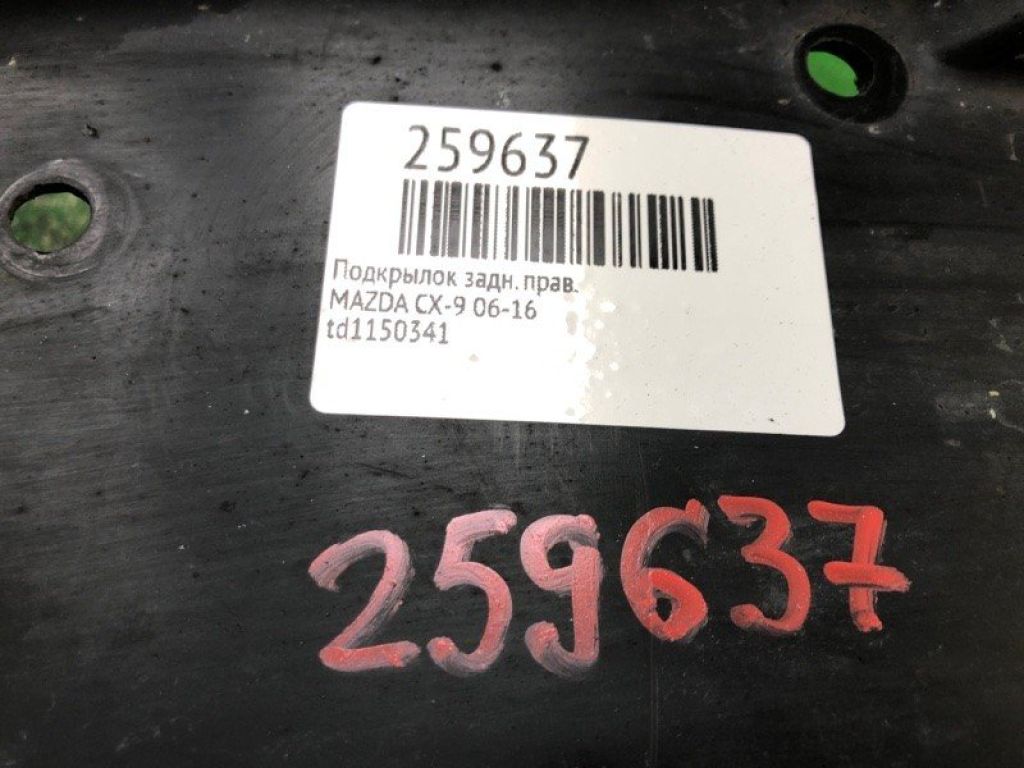 259637
Подкрылок задн. прав.
MAZDA CX-9 06-16
td1150341
259637